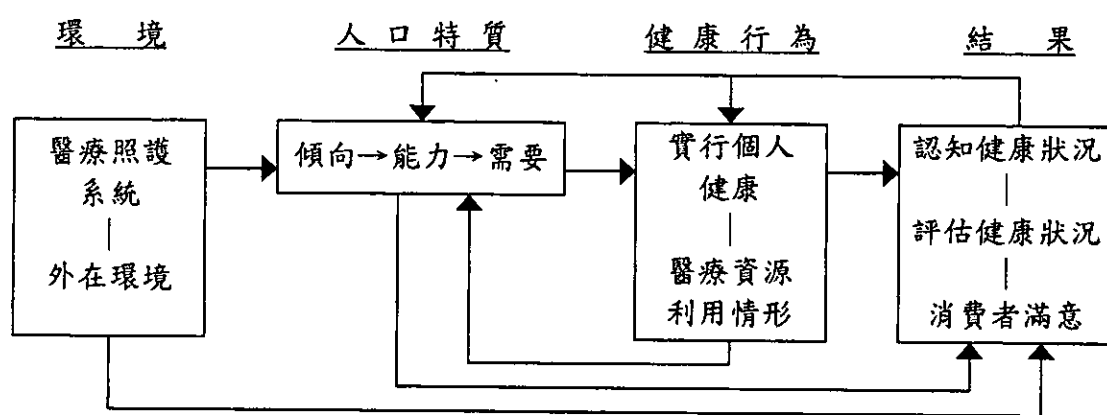 環境
人口特質
健康行為
結果
醫療照護
系統
外在環境
傾向→能力→需要
實行個人
健康
醫療資源
利用情形
認知健康狀況
評估健康狀況
消費者滿意